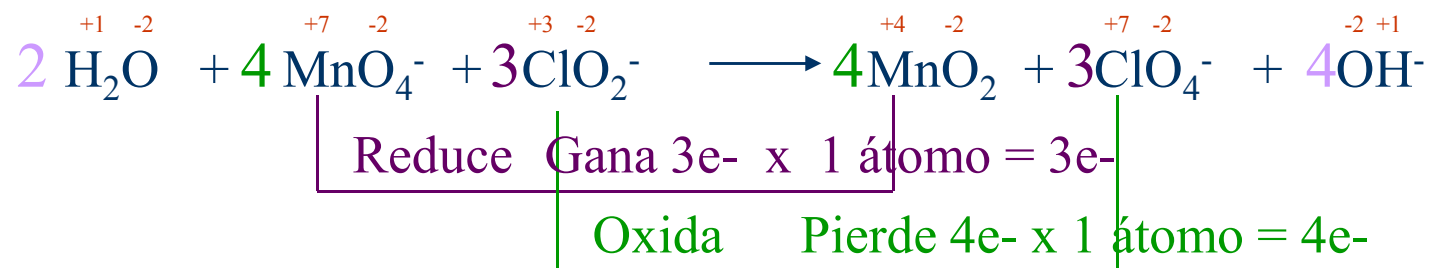 +1 -2 +7 -2 +3 -2 +4 -2 +7 -2 -2 +1
2 H₂O + 4 MnO₄⁻ + 3ClO₂⁻ → 4MnO₂ + 3ClO₄⁻ + 4OH⁻
Reduce Gana 3e- x 1 átomo = 3e-
Oxida Pierde 4e- x 1 átomo = 4e-